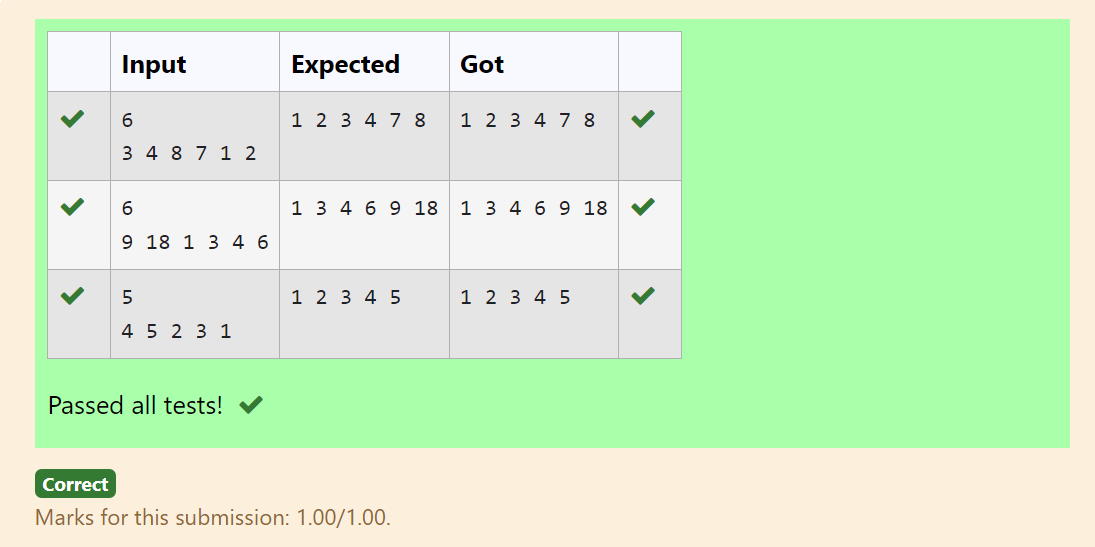 Input Expected Got
6 1 2 3 4 7 8 1 2 3 4 7 8
3 4 8 7 1 2
6 1 3 4 6 9 18 1 3 4 6 9 18
9 18 1 3 4 6
5 1 2 3 4 5 1 2 3 4 5
4 5 2 3 1
Passed all tests!
Correct
Marks for this submission: 1.00/1.00.